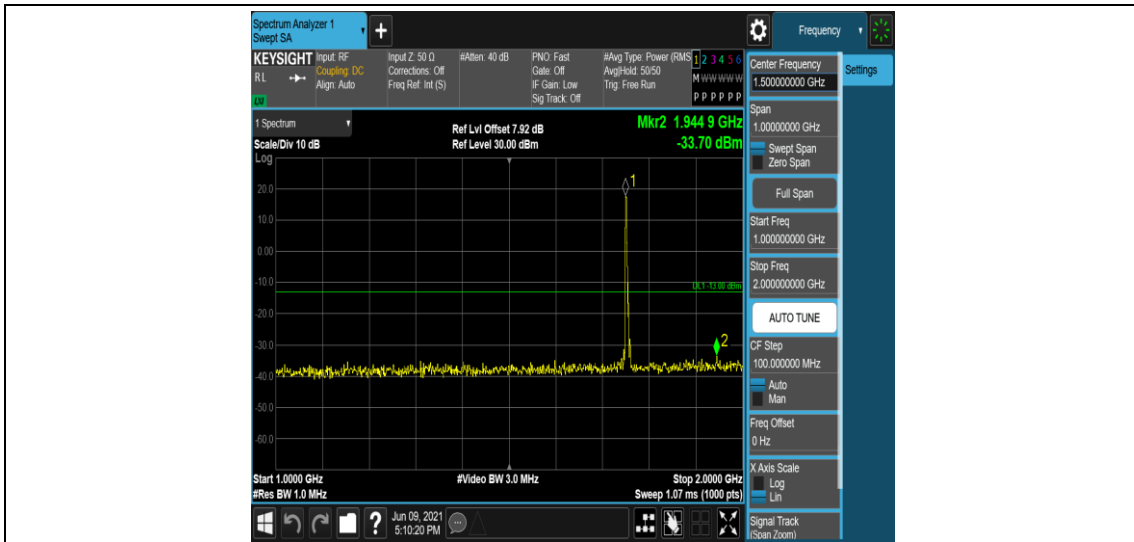 Spectrum Analyzer 1
Swept SA
Frequency
KEYSIGHT
RL
LXI
Input: RF
Coupling: DC
Align: Auto
Input Z: 50 Ω
Corrections: Off
Freq Ref: Int (S)
#Atten: 40 dB
PNO: Fast
Gate: Off
IF Gain: Low
Sig Track: Off
#Avg Type: Power (RMS
Avg|Hold: 50/50
Trig: Free Run
1 2 3 4 5 6
M W W W W W
P P P P P P
Center Frequency
1.500000000 GHz
Settings
1 Spectrum
Scale/Div 10 dB
Ref Lvl Offset 7.92 dB
Ref Level 30.00 dBm
Mkr2 1.944 9 GHz
-33.70 dBm
Span
1.00000000 GHz
Swept Span
Zero Span
Full Span
Start Freq
1.000000000 GHz
Stop Freq
2.000000000 GHz
AUTO TUNE
CF Step
100.000000 MHz
Auto
Man
Freq Offset
0 Hz
X Axis Scale
Log
Lin
Signal Track
(Span Zoom)
Log
1
20.0
10.0
0.00
-10.0
DL1 -13.00 dBm
-20.0
-30.0
2
-40.0
-50.0
-60.0
Start 1.0000 GHz
#Res BW 1.0 MHz
#Video BW 3.0 MHz
Stop 2.0000 GHz
Sweep 1.07 ms (1000 pts)
?
Jun 09, 2021
5:10:20 PM